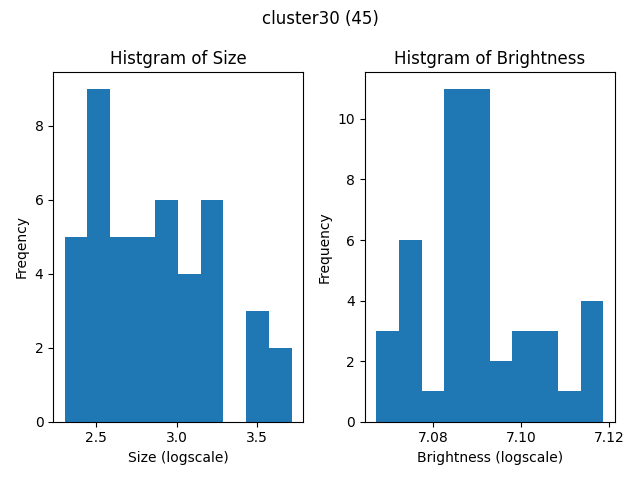 cluster30 (45)
Histgram of Size
Histgram of Brightness
Freqency
8
6
4
2
0
2.5 3.0 3.5
Size (logscale)
Frequency
10
8
6
4
2
0
7.08 7.10 7.12
Brightness (logscale)